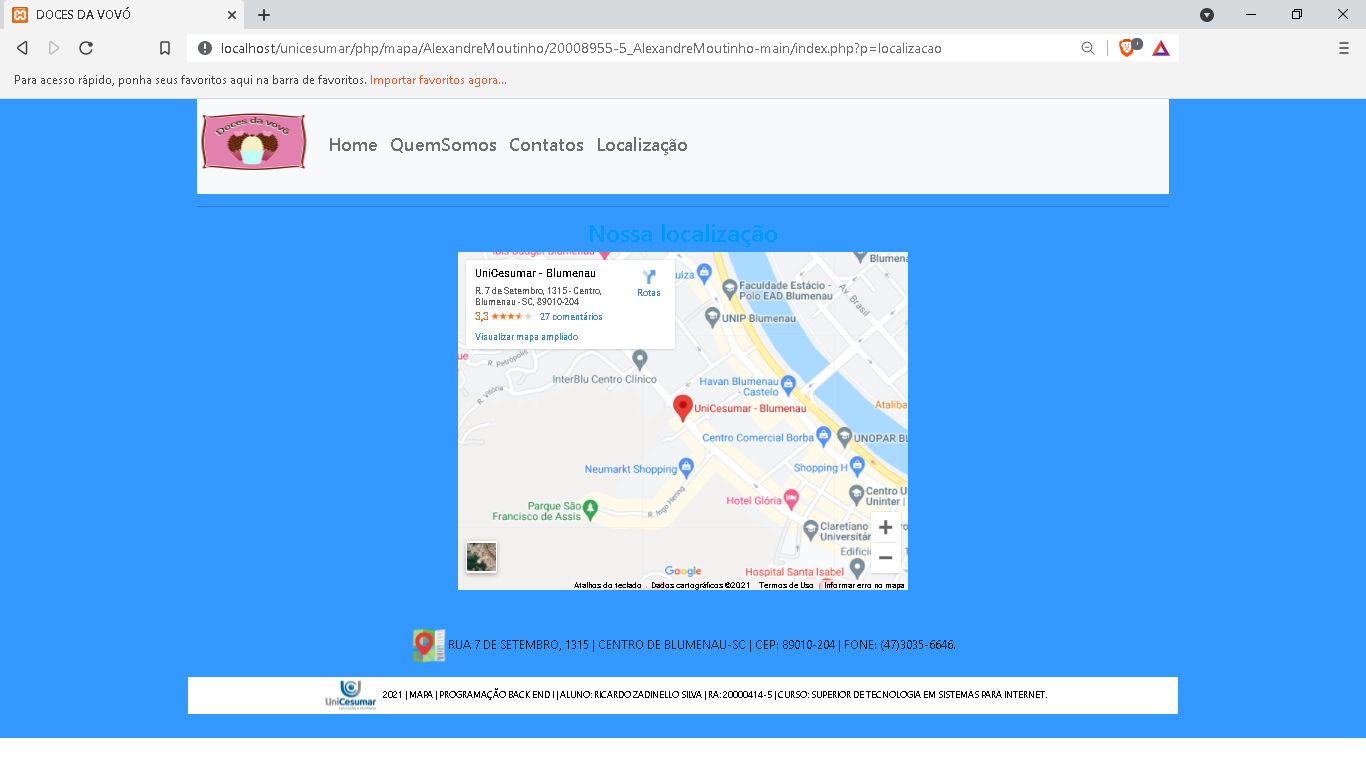 DOCES DA VOVÓ
localhost/unicesumar/php/mapa/AlexandreMoutinho/20008955-5_AlexandreMoutinho-main/index.php?p=localizacao
Para acesso rápido, ponha seus favoritos aqui na barra de favoritos. Importar favoritos agora...
Doces da vovó
Home QuemSomos Contatos Localização
Nossa localização
UniCesumar - Blumenau
R. 7 de Setembro, 1315 - Centro,
Blumenau - SC, 89010-204
3,3 27 comentários
Visualizar mapa ampliado
Rotas
Ibis Budget Blumenau
uiza
Blumena
Faculdade Estácio -
Polo EAD Blumenau
Av. Brasil
UNIP Blumenau
ue
R. Petrópolis
R. Vitória
InterBlu Centro Clínico
Havan Blumenau
- Castelo
Ataliba
UniCesumar - Blumenau
Centro Comercial Borba
UNOPAR BL
Neumarkt Shopping
Shopping H
Hotel Glória
Centro U
Uninter |
Parque São
Francisco de Assis
R. Ingo Hering
Claretiano
Universitár
Edifíci
Hospital Santa Isabel
Google
Atalhos do teclado Dados cartográficos ©2021 Termos de Uso Informar erro no mapa
RUA 7 DE SETEMBRO, 1315 | CENTRO DE BLUMENAU-SC | CEP: 89010-204 | FONE: (47)3035-6646.
UniCesumar
2021 | MAPA | PROGRAMAÇÃO BACK END I | ALUNO: RICARDO ZADINELLO SILVA | RA: 20000414-5 | CURSO: SUPERIOR DE TECNOLOGIA EM SISTEMAS PARA INTERNET.